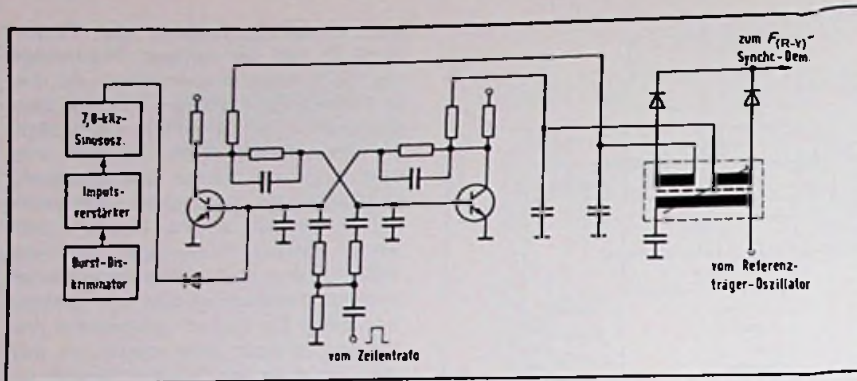 zum F(R-Y)-
Synchr.-Dem.
7,8-kHz-
Sinusosz.
Impuls-
verstärker
Burst-Dis-
kriminator
vom Zeilentrafo
vom Referenz-
träger-Oszillator